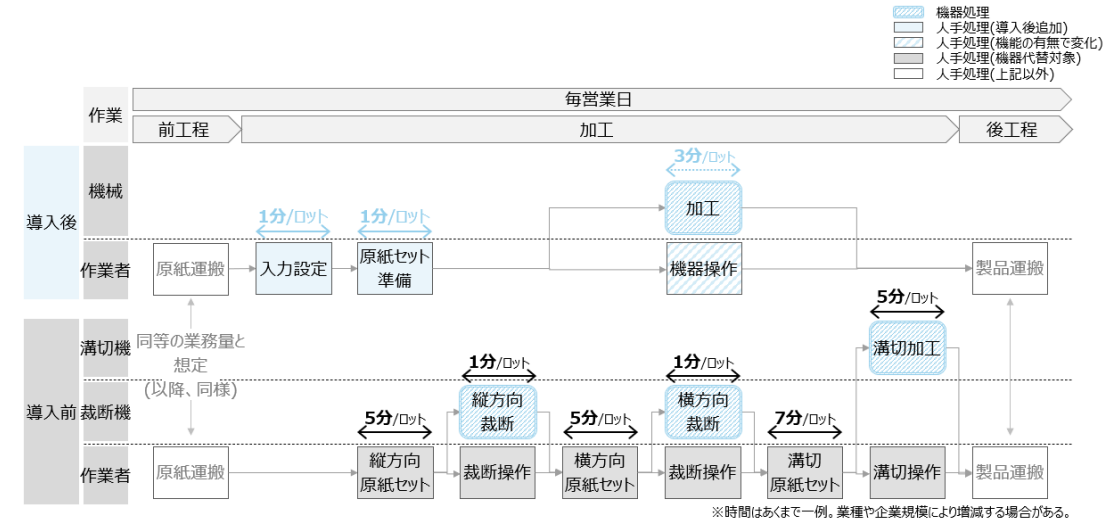 機器処理
人手処理(導入後追加)
人手処理(機能の有無で変化)
人手処理(機器代替対象)
人手処理(上記以外)
作業
毎営業日
前工程
加工
後工程
導入後
機械
3分/ロット
加工
1分/ロット
1分/ロット
作業者
原紙運搬
入力設定
原紙セット
準備
機器操作
製品運搬
導入前
溝切機
同等の業務量と
想定
(以降、同様)
5分/ロット
溝切加工
裁断機
1分/ロット
縦方向
裁断
1分/ロット
横方向
裁断
5分/ロット
5分/ロット
7分/ロット
作業者
原紙運搬
縦方向
原紙セット
裁断操作
横方向
原紙セット
裁断操作
溝切
原紙セット
溝切操作
製品運搬
※時間はあくまで一例。業種や企業規模により増減する場合がある。